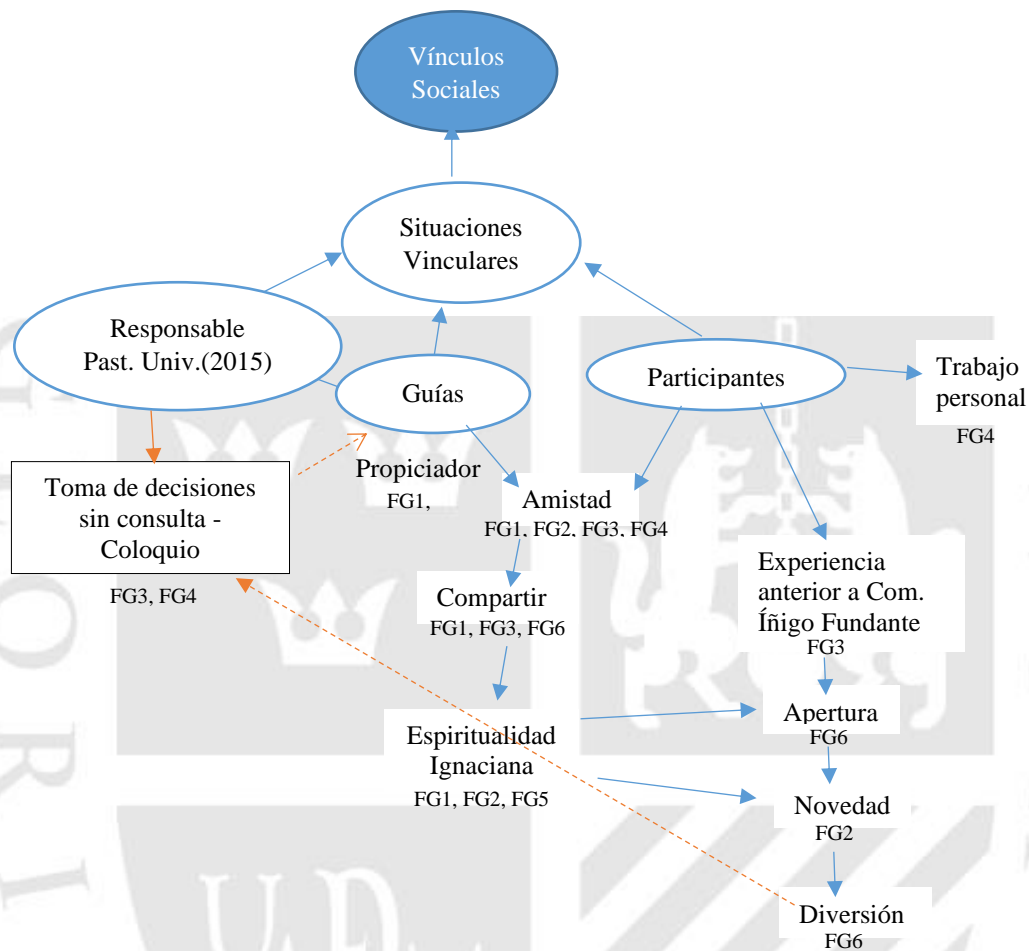 Vínculos
Sociales
Situaciones
Vinculares
Responsable
Past. Univ.(2015)
Guías
Participantes
Trabajo
personal
FG4
Propiciador
FG1,
Toma de decisiones
sin consulta -
Coloquio
FG3, FG4
Amistad
FG1, FG2, FG3, FG4
Compartir
FG1, FG3, FG6
Experiencia
anterior a Com.
Íñigo Fundante
FG3
Espiritualidad
Ignaciana
FG1, FG2, FG5
Apertura
FG6
Novedad
FG2
Diversión
FG6